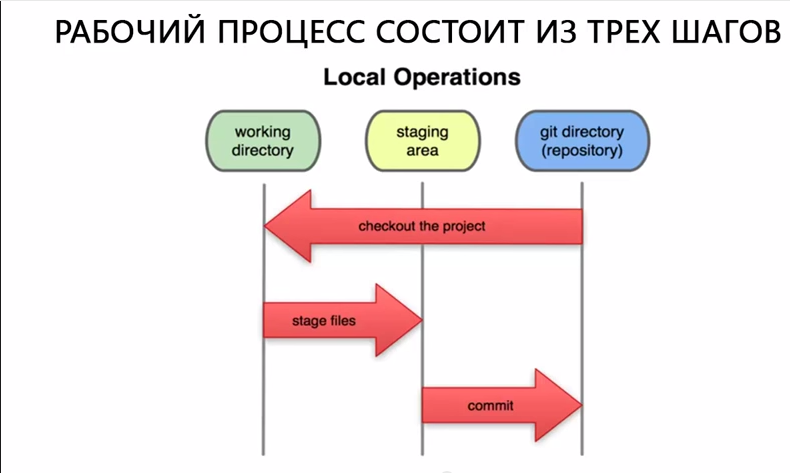 РАБОЧИЙ ПРОЦЕСС СОСТОИТ ИЗ ТРЕХ ШАГОВ
Local Operations
working
directory
staging
area
git directory
(repository)
checkout the project
stage files
commit